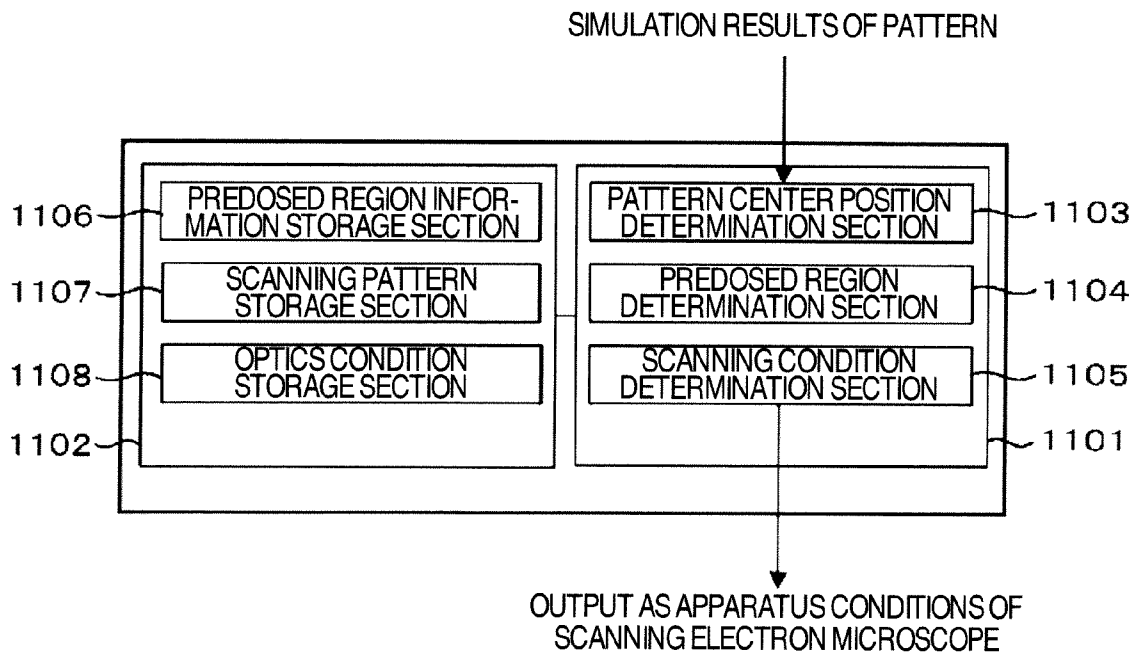 SIMULATION RESULTS OF PATTERN
1106
PREDOSED REGION INFOR-
MATION STORAGE SECTION
1107
SCANNING PATTERN
STORAGE SECTION
1108
OPTICS CONDITION
STORAGE SECTION
1102
PATTERN CENTER POSITION
DETERMINATION SECTION
1103
PREDOSED REGION
DETERMINATION SECTION
1104
SCANNING CONDITION
DETERMINATION SECTION
1105
1101
OUTPUT AS APPARATUS CONDITIONS OF
SCANNING ELECTRON MICROSCOPE